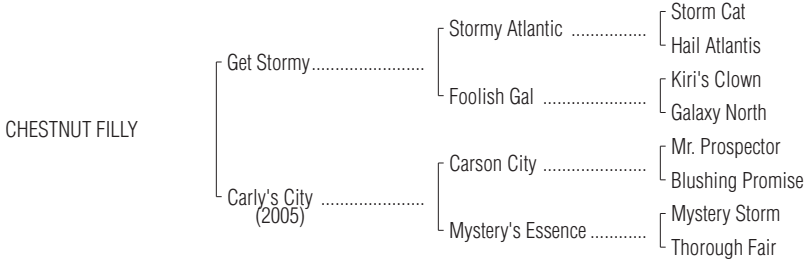 Storm Cat
Stormy Atlantic ................
Hail Atlantis
Get Stormy........................
Kiri's Clown
Foolish Gal ......................
Galaxy North
CHESTNUT FILLY
Mr. Prospector
Carson City ......................
Blushing Promise
Carly's City ......................
(2005)
Mystery Storm
Mystery's Essence ............
Thorough Fair